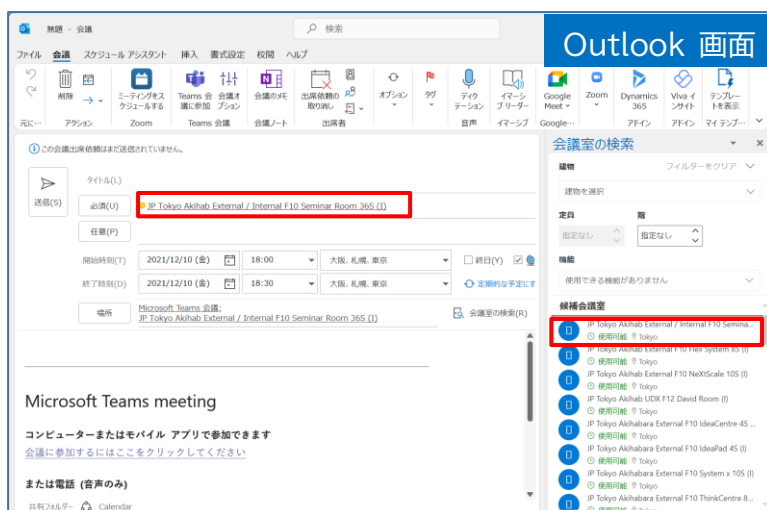 無題 - 会議
検索
Outlook 画面
ファイル 会議 スケジュール アシスタント 挿入 書式設定 校閲 ヘルプ
削除
ミーティングをスケジュールする
Teams 会議に参加
会議オプション
会議のメモ
出席依頼の取り消し
オプション
タグ
ディクテーション
イマーシブ リーダー
Google Meet
Zoom
Dynamics 365
Viva インサイト
テンプレートを表示
元に… アクション Zoom Teams 会議 会議ノート 出席者 音声 イマーシブ Google… アドイン アドイン マイ テンプ…
この会議出席依頼はまだ送信されていません。
送信(S)
タイトル(L)
必須(U) JP Tokyo Akihab External / Internal F10 Seminar Room 36S (I)
任意(P)
開始時刻(T) 2021/12/10 (金) 18:00 大阪、札幌、東京 終日(Y)
終了時刻(D) 2021/12/10 (金) 18:30 大阪、札幌、東京 定期的な予定にす
場所 Microsoft Teams 会議;
JP Tokyo Akihab External / Internal F10 Seminar Room 36S (I)
会議室の検索(R)
Microsoft Teams meeting
コンピューターまたはモバイル アプリで参加できます
会議に参加するにはここをクリックしてください
または電話 (音声のみ)
共有フォルダー Calendar
会議室の検索
建物 フィルターをクリア
建物を選択
定員 階
指定なし 指定なし
機能
使用できる機能がありません
候補会議室
JP Tokyo Akihab External / Internal F10 Semina...
使用可能 Tokyo
JP Tokyo Akihab External F10 Flex System 8S (I)
使用可能 Tokyo
JP Tokyo Akihab External F10 NeXtScale 10S (I)
使用可能 Tokyo
JP Tokyo Akihab UDX F12 David Room (I)
使用可能 Tokyo
JP Tokyo Akihabara External F10 IdeaCentre 4S ...
使用可能 Tokyo
JP Tokyo Akihabara External F10 IdeaPad 4S (I)
使用可能 Tokyo
JP Tokyo Akihabara External F10 System x 10S (I)
使用可能 Tokyo
JP Tokyo Akihabara External F10 ThinkCentre 8...